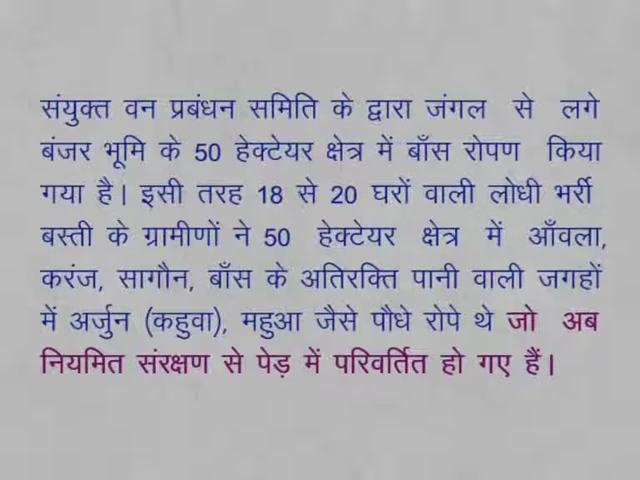 संयुक्त वन प्रबंधन समिति के द्वारा जंगल से लगे
बंजर भूमि के 50 हेक्टेयर क्षेत्र में बाँस रोपण किया
गया है। इसी तरह 18 से 20 घरों वाली लोधी भर्री
बस्ती के ग्रामीणों ने 50 हेक्टेयर क्षेत्र में आँवला,
करंज, सागौन, बाँस के अतिरक्ति पानी वाली जगहों
में अर्जुन (कहुवा), महुआ जैसे पौधे रोपे थे जो अब
नियमित संरक्षण से पेड़ में परिवर्तित हो गए हैं।